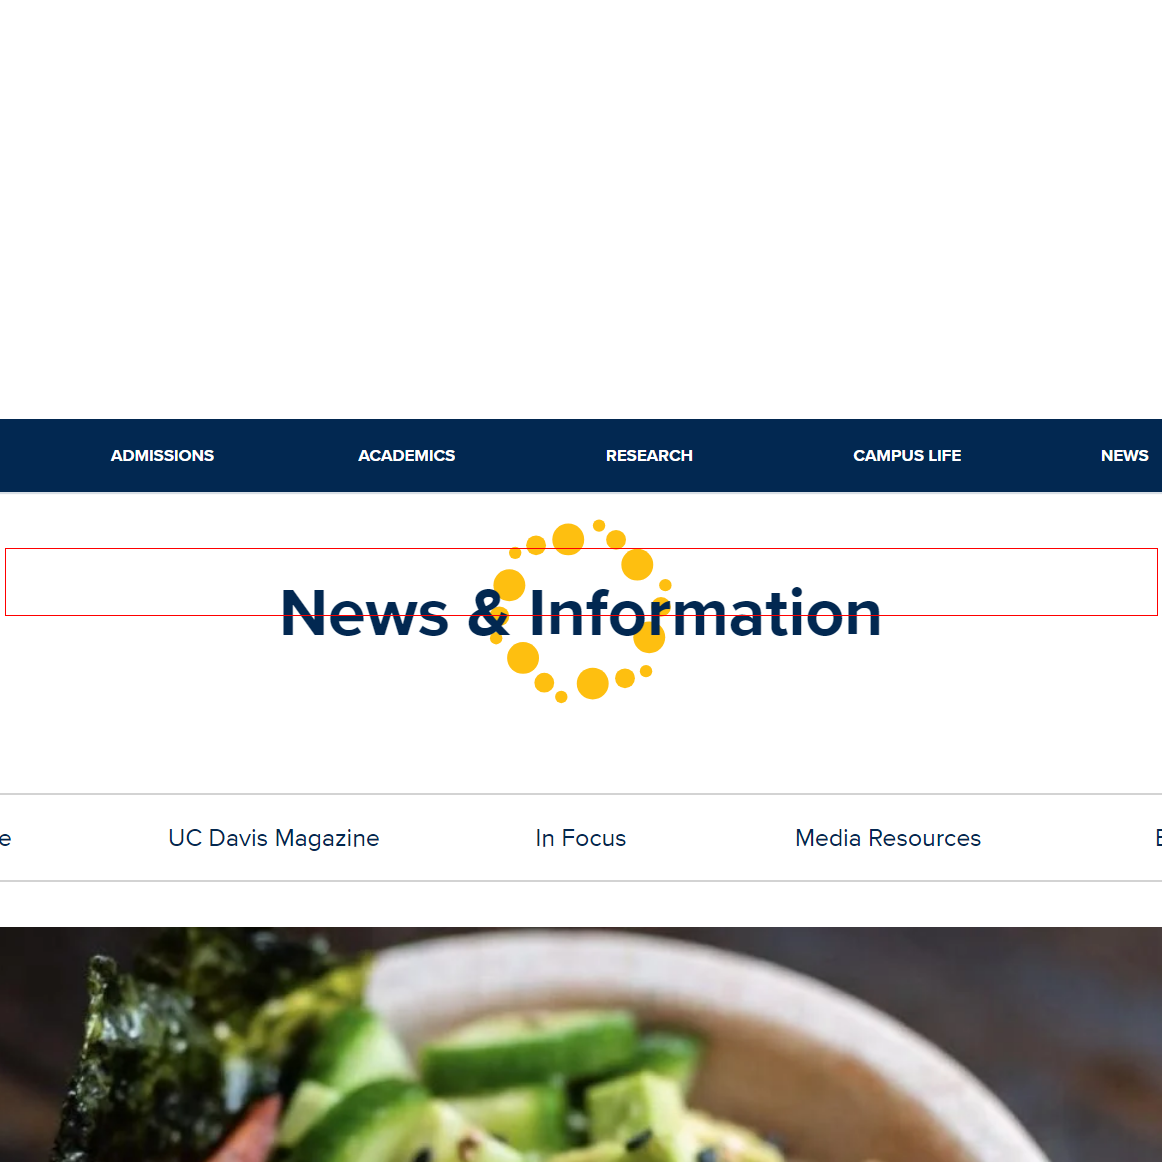 ADMISSIONS ACADEMICS RESEARCH CAMPUS LIFE NEWS
News & Information
e UC Davis Magazine In Focus Media Resources